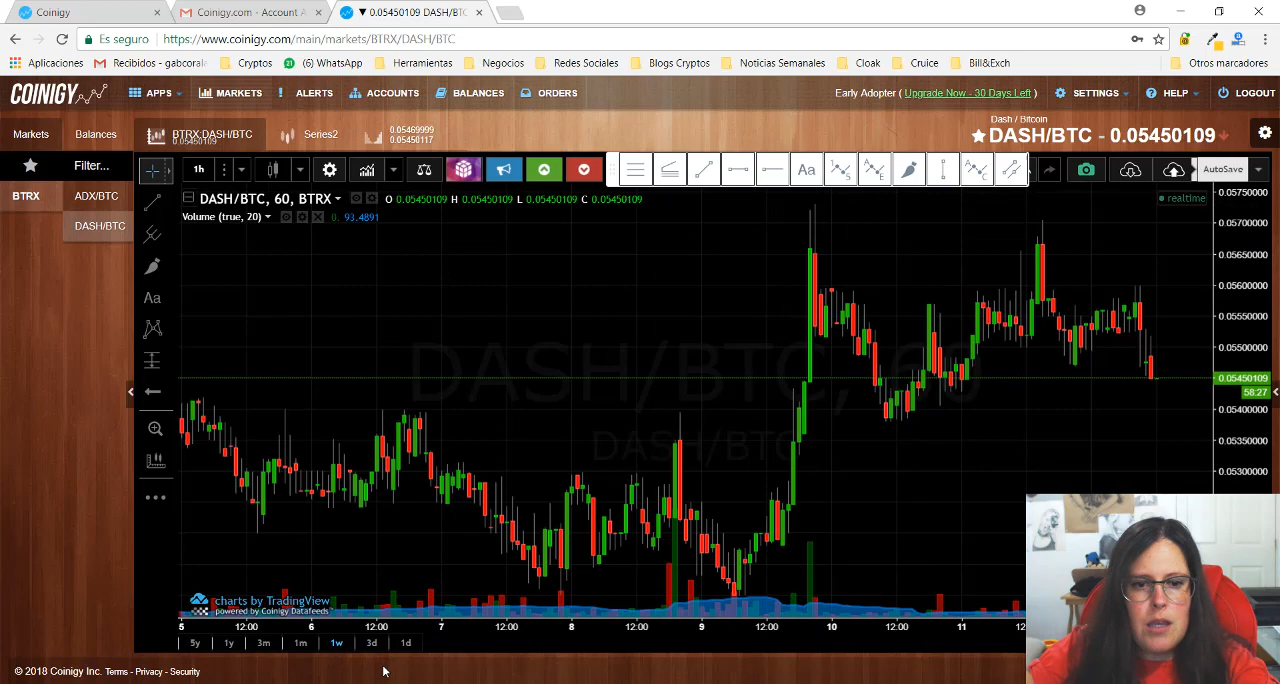 Coinigy
Coinigy.com - Account A
▼ 0.05450109 DASH/BTC
Es seguro
https://www.coinigy.com/main/markets/BTRX/DASH/BTC
Aplicaciones
Recibidos - gabcorala
Cryptos
(6) WhatsApp
Herramien
Negoc
Redes Sociales
Blogs Cryptos
Noticias Semanales
Cloak
Cruice
Bill&Exch
Otros marcadores
COINIGY
APPS
MARKETS
ALERTS
ACCOUNTS
BALANCES
ORDERS
Early Adopter ( Upgrade Now - 30 Days Left )
SETTINGS
HELP
LOGOUT
Markets
Balances
BTRX:DASH/BTC
0.05450109
Series2
0.05469999
0.05450117
Dash / Bitcoin
DASH/BTC - 0.05450109
Filter...
1h
Aa
AutoSave
BTRX
ADX/BTC
DASH/BTC
DASH/BTC, 60, BTRX
O 0.05450109 H 0.05450109 L 0.05450109 C 0.05450109
realtime
Volume (true, 20)
0. 93.4891
Aa
DASH/BTC, 60
DASH/BTC
0.05750000
0.05700000
0.05650000
0.05600000
0.05550000
0.05500000
0.05450109
58:27
0.05400000
0.05350000
0.05300000
charts by TradingView
powered by Coinigy Datafeeds
5 12:00 6 12:00 7 12:00 8 12:00 9 12:00 10 12:00 11
5y 1y 3m 1m 1w 3d 1d
© 2018 Coinigy Inc. Terms - Privacy - Security